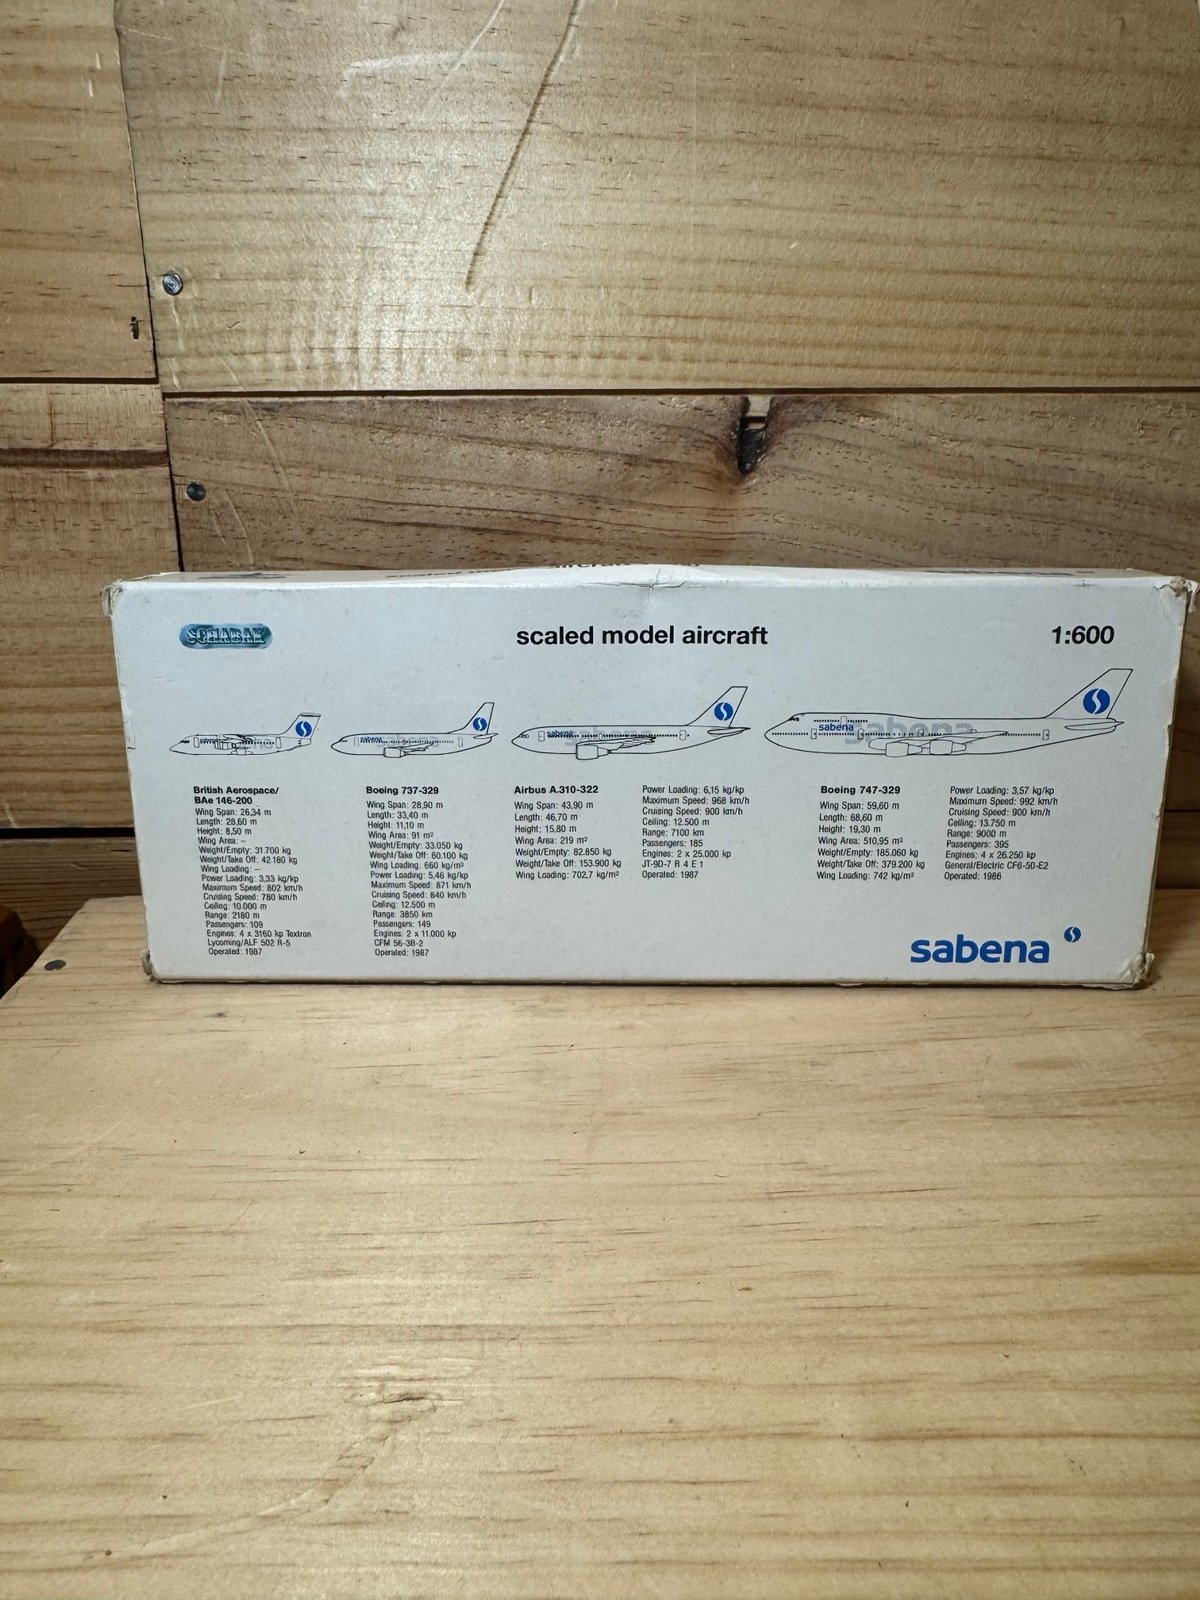 SCHABAK
scaled model aircraft
1:600
sabena
sabena
sabena
British Aerospace/
BAe 146-200
Wing Span: 26,34 m
Length: 28,60 m
Height: 8,50 m
Wing Area: –
Weight/Empty: 31.700 kg
Weight/Take Off: 42.180 kg
Wing Loading: –
Power Loading: 3,33 kg/kp
Maximum Speed: 802 km/h
Cruising Speed: 780 km/h
Ceiling: 10.000 m
Range: 2180 m
Passengers: 109
Engines: 4 x 3160 kp Textron
Lycoming/ALF 502 R-5
Operated: 1987
Boeing 737-329
Wing Span: 28,90 m
Length: 33,40 m
Height: 11,10 m
Wing Area: 91 m²
Weight/Empty: 33.050 kg
Weight/Take Off: 60.100 kg
Wing Loading: 660 kg/m²
Power Loading: 5,46 kg/kp
Maximum Speed: 871 km/h
Cruising Speed: 840 km/h
Ceiling: 12.500 m
Range: 3850 km
Passengers: 149
Engines: 2 x 11.000 kp
CFM 56-3B-2
Operated: 1987
Airbus A.310-322
Wing Span: 43,90 m
Length: 46,70 m
Height: 15.80 m
Wing Area: 219 m²
Weight/Empty: 82.850 kg
Weight/Take Off: 153.900 kg
Wing Loading: 702,7 kg/m²
Power Loading: 6,15 kg/kp
Maximum Speed: 968 km/h
Cruising Speed: 900 km/h
Ceiling: 12.500 m
Range: 7100 km
Passengers: 185
Engines: 2 x 25.000 kp
JT-9D-7 R 4 E 1
Operated: 1987
Boeing 747-329
Wing Span: 59,60 m
Length: 68,60 m
Height: 19,30 m
Wing Area: 510,95 m²
Weight/Empty: 185.060 kg
Weight/Take Off: 379.200 kg
Wing Loading: 742 kg/m²
Power Loading: 3,57 kg/kp
Maximum Speed: 992 km/h
Cruising Speed: 900 km/h
Ceiling: 13.750 m
Range: 9000 m
Passengers: 395
Engines: 4 x 26.250 kp
General/Electric CF6-50-E2
Operated: 1986
sabena